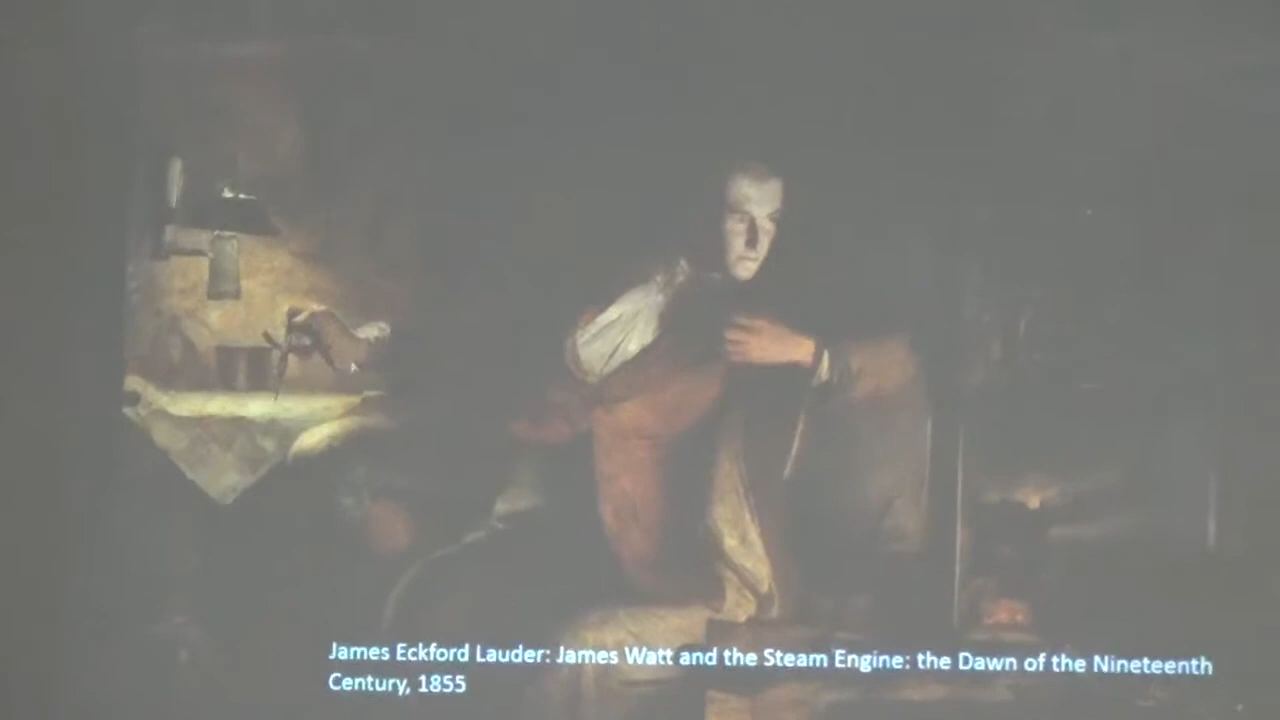 James Eckford Lauder: James Watt and the Steam Engine: the Dawn of the Nineteenth
Century, 1855